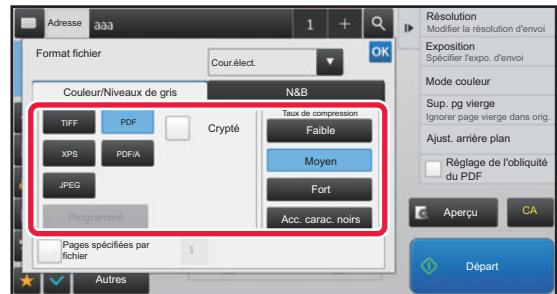 Adresse aaa 1 +
Format fichier
Cour.élect.
OK
Couleur/Niveaux de gris
N&B
TIFF
PDF
Crypté
XPS
PDF/A
JPEG
Programmé
Taux de compression
Faible
Moyen
Fort
Acc. carac. noirs
Pages spécifiées par
fichier
1
Autres
Résolution
Modifier la résolution d'envoi
Exposition
Spécifier l'expo. d'envoi
Mode couleur
Sup. pg vierge
Ignorer page vierge dans orig.
Ajust. arrière plan
Réglage de l'obliquité
du PDF
Aperçu
CA
Départ